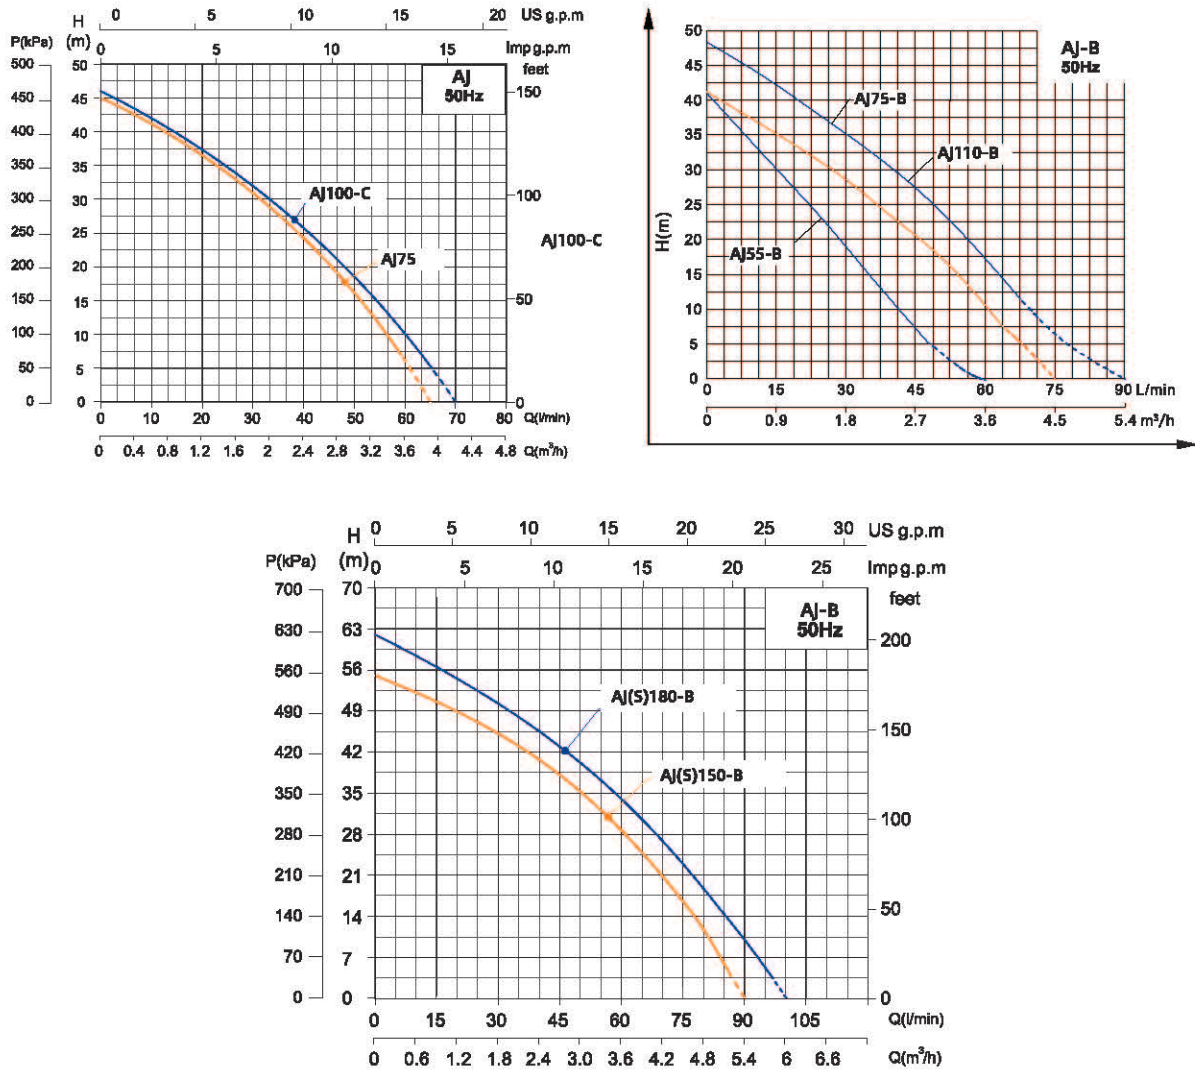 H 0 5 10 15 20 US g.p.m
P(kPa) (m) 0 5 10 15 Imp g.p.m
feet
500 50
AJ
50Hz
450 45 150
400 40
350 35
300 30 100
AJ100-C
250 25
AJ75
200 20
150 15 50
100 10
50 5
0 0 0
0 10 20 30 40 50 60 70 80
Q(l/min)
0 0.4 0.8 1.2 1.6 2 2.4 2.8 3.2 3.6 4 4.4 4.8 Q(m³/h)
AJ100-C
AJ-B
50Hz
H(m)
50
45
40
35
30
25
20
15
10
5
0
AJ75-B
AJ110-B
AJ55-B
0 15 30 45 60 75 90 L/min
0 0.9 1.8 2.7 3.6 4.5 5.4 m³/h
H 0 5 10 15 20 25 30 US g.p.m
P(kPa) (m) 0 5 10 15 20 25 Imp g.p.m
feet
700 70
AJ-B
50Hz
630 63 200
560 56
AJ(S)180-B
490 49 150
420 42
AJ(S)150-B
350 35 100
280 28
210 21
140 14 50
70 7
0 0 0
0 15 30 45 60 75 90 105 Q(l/min)
0 0.6 1.2 1.8 2.4 3.0 3.6 4.2 4.8 5.4 6 6.6 Q(m³/h)